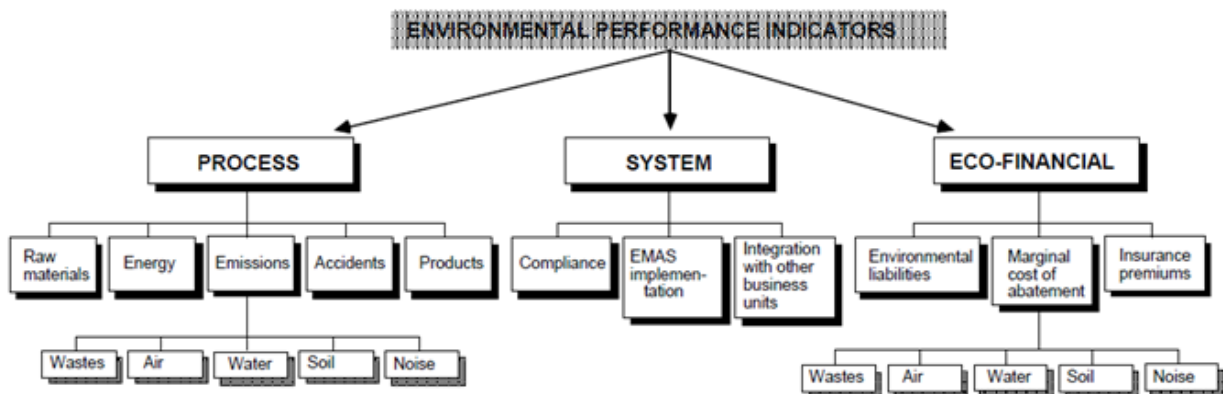 ENVIRONMENTAL PERFORMANCE INDICATORS
PROCESS
SYSTEM
ECO-FINANCIAL
Raw
materials
Energy
Emissions
Accidents
Products
Compliance
EMAS
implemen-
tation
Integration
with other
business
units
Environmental
liabilities
Marginal
cost of
abatement
Insurance
premiums
Wastes
Air
Water
Soil
Noise
Wastes
Air
Water
Soil
Noise